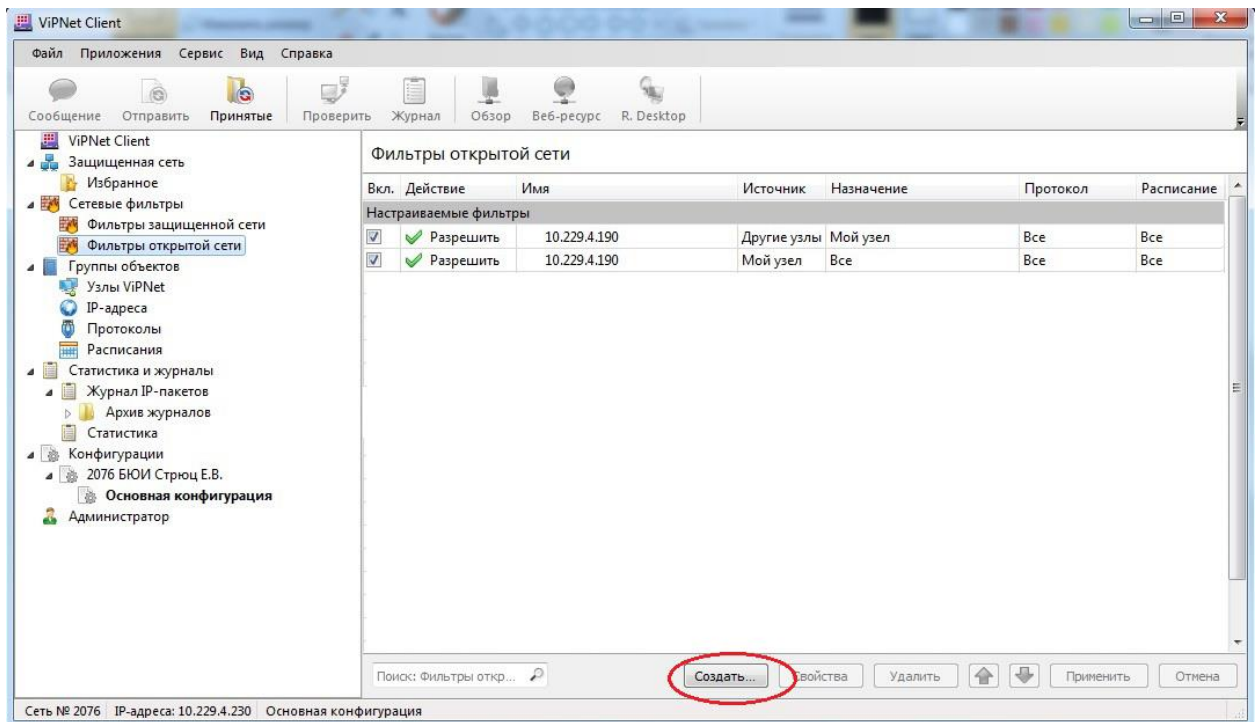 ViPNet Client
Файл Приложения Сервис Вид Справка
Сообщение Отправить Принятые Проверить Журнал Обзор Веб-ресурс R. Desktop
ViPNet Client
Защищенная сеть
Избранное
Сетевые фильтры
Фильтры защищенной сети
Фильтры открытой сети
Группы объектов
Узлы ViPNet
IP-адреса
Протоколы
Расписания
Статистика и журналы
Журнал IP-пакетов
Архив журналов
Статистика
Конфигурации
2076 БЮИ Стрюц Е.В.
Основная конфигурация
Администратор
Фильтры открытой сети
Вкл. Действие Имя Источник Назначение Протокол Расписание
Настраиваемые фильтры
Разрешить 10.229.4.190 Другие узлы Мой узел Все Все
Разрешить 10.229.4.190 Мой узел Все Все Все
Поиск: Фильтры откр... Создать... Свойства Удалить Применить Отмена
Сеть № 2076 IP-адреса: 10.229.4.230 Основная конфигурация